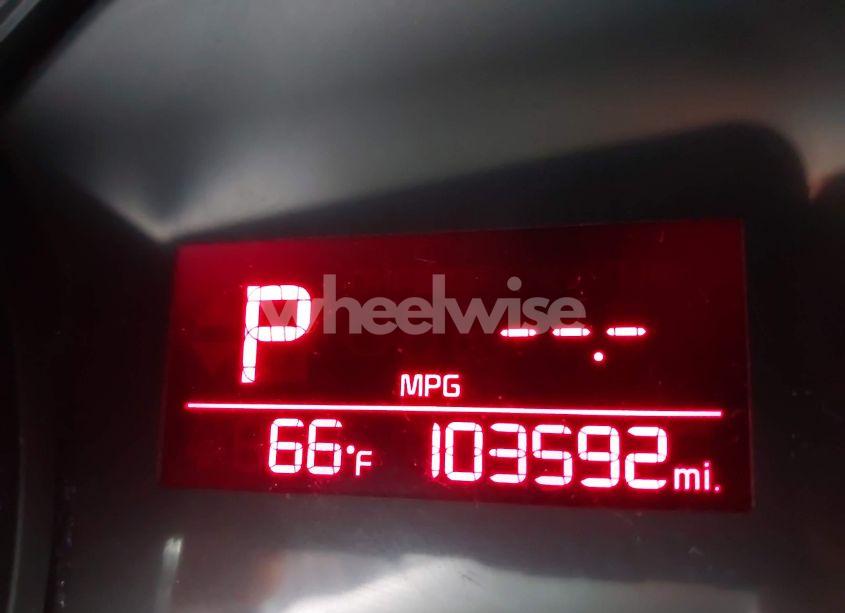 P --.-
wheelwise
MPG
66°F 103592 mi.